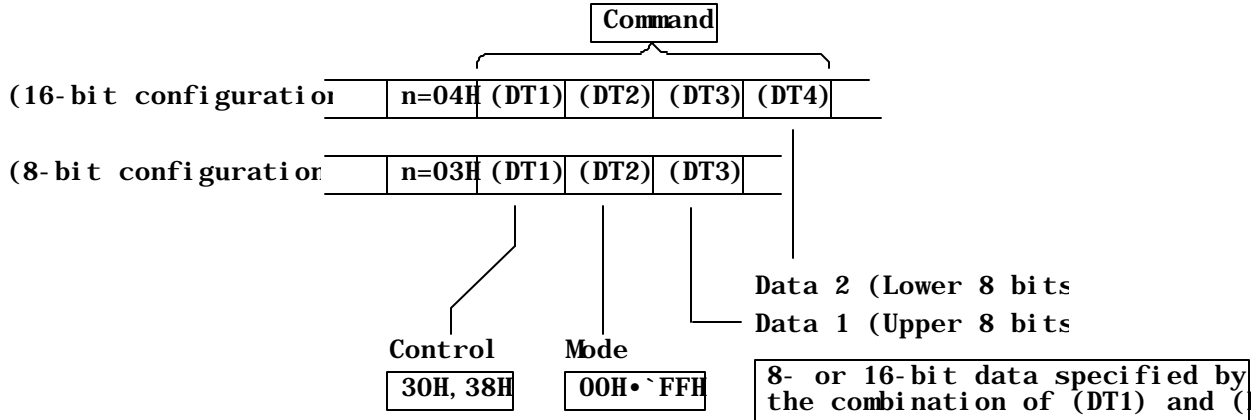 Command
(16-bit configuration n=04H (DT1) (DT2) (DT3) (DT4)
(8-bit configuration n=03H (DT1) (DT2) (DT3)
Data 2 (Lower 8 bits
Data 1 (Upper 8 bits
Control Mode
30H, 38H 00H•`FFH
8- or 16-bit data specified by
the combination of (DT1) and (